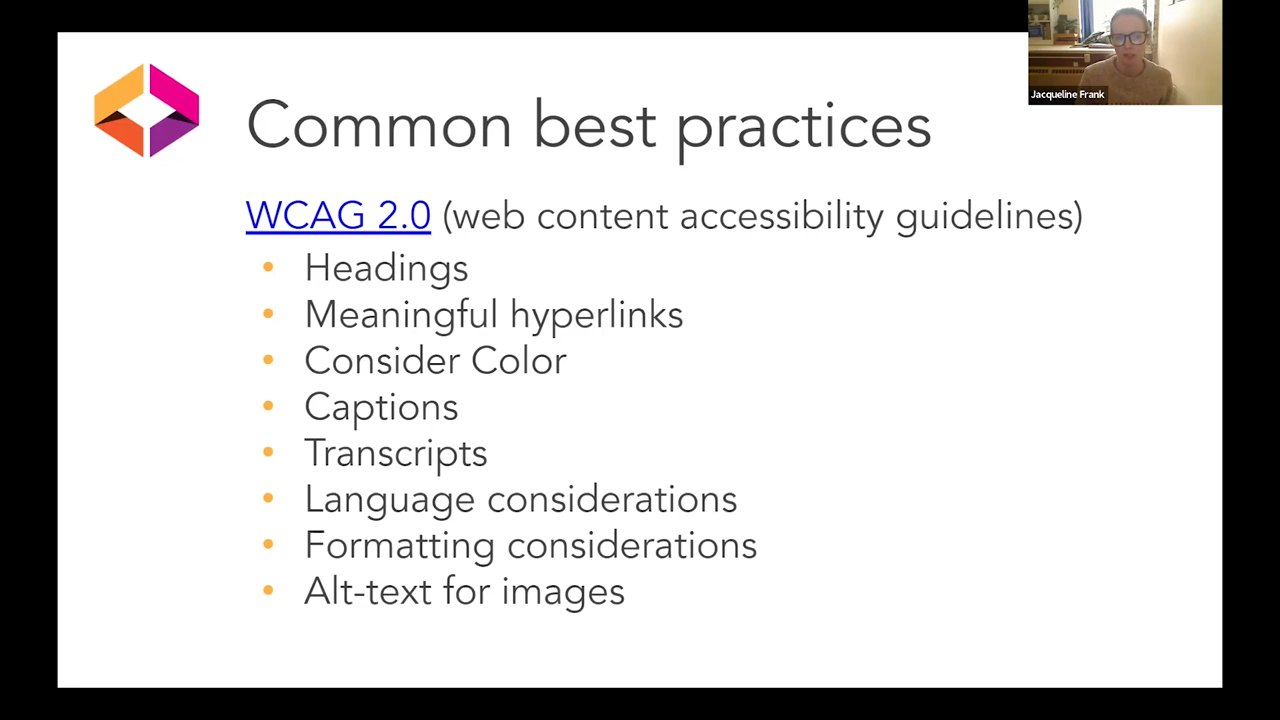 Jacqueline Frank
Common best practices
WCAG 2.0 (web content accessibility guidelines)
• Headings
• Meaningful hyperlinks
• Consider Color
• Captions
• Transcripts
• Language considerations
• Formatting considerations
• Alt-text for images